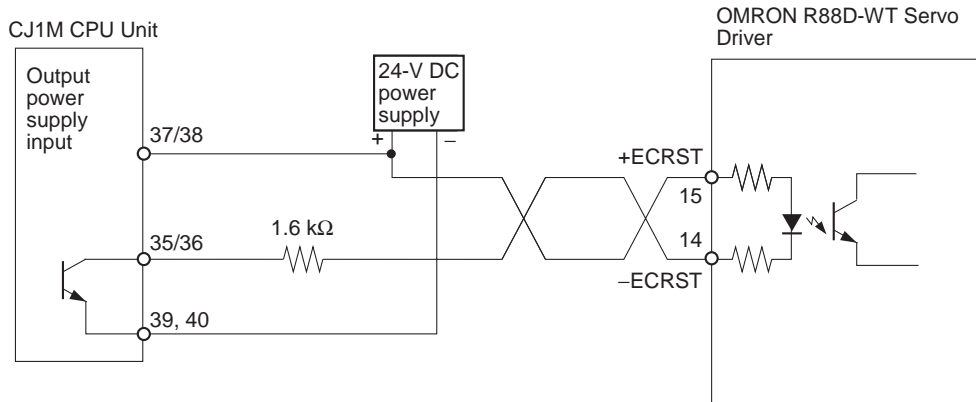 CJ1M CPU Unit
OMRON R88D-WT Servo
Driver
Output
power
supply
input
24-V DC
power
supply
+
−
37/38
+ECRST
15
1.6 kΩ
35/36
14
−ECRST
39, 40